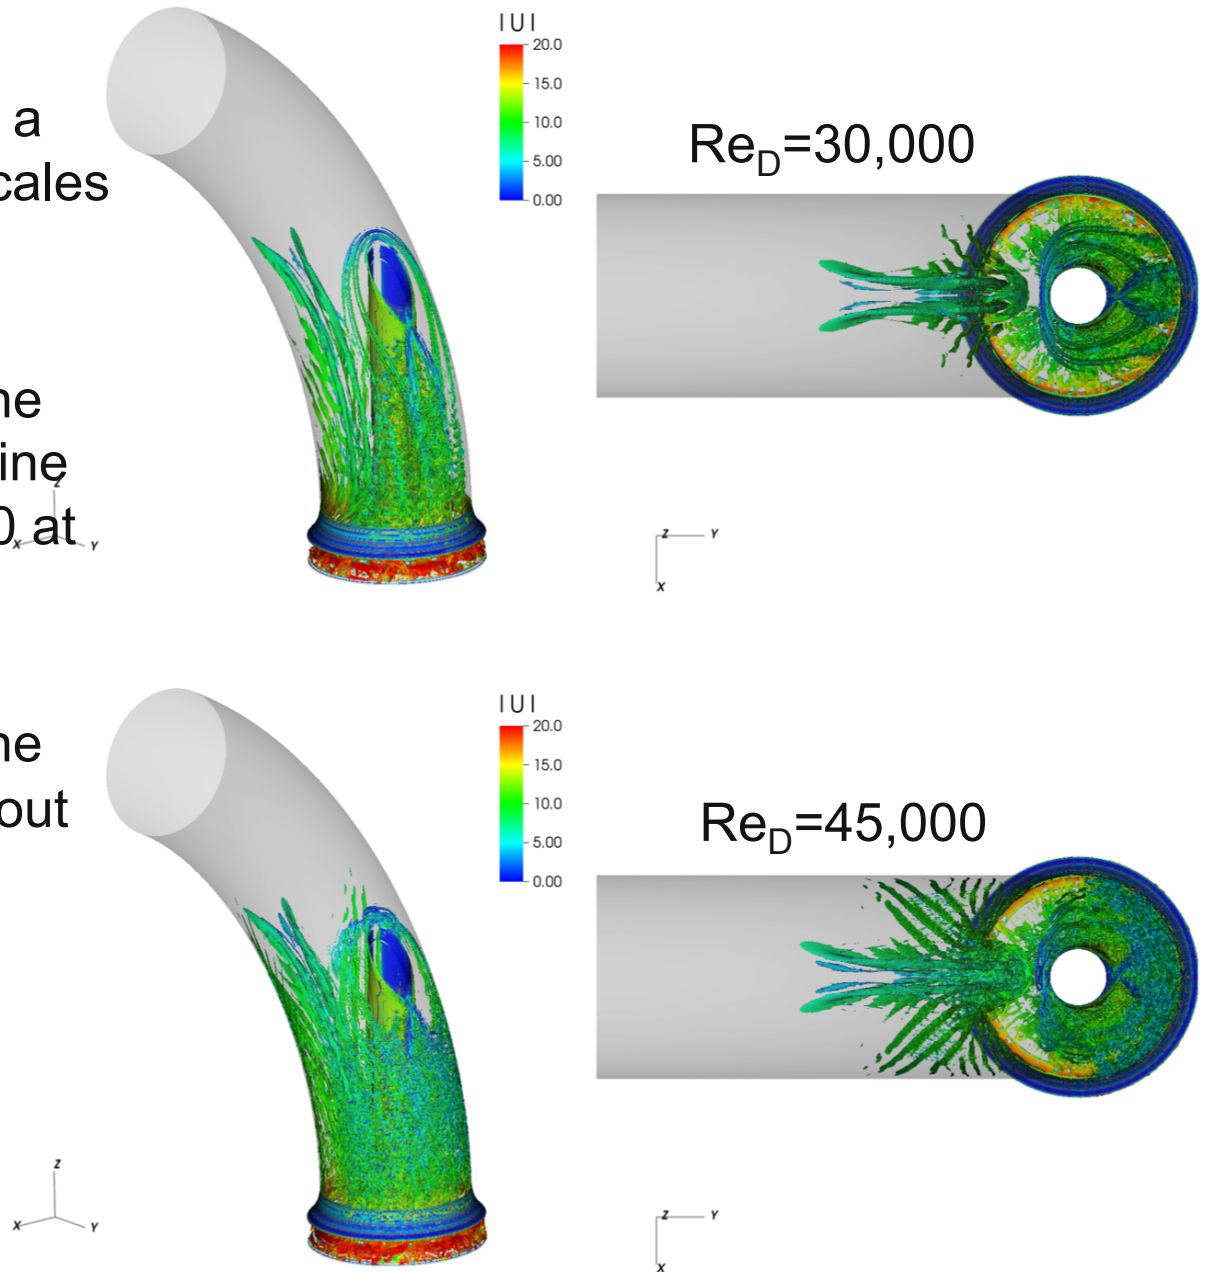 a
cales
ne
ine
0 at
|U|
20.0
15.0
10.0
5.00
0.00
Re_D=30,000
Z
X
Y
Z
Y
X
ne
out
|U|
20.0
15.0
10.0
5.00
0.00
Re_D=45,000
Z
X
Y
Z
Y
X